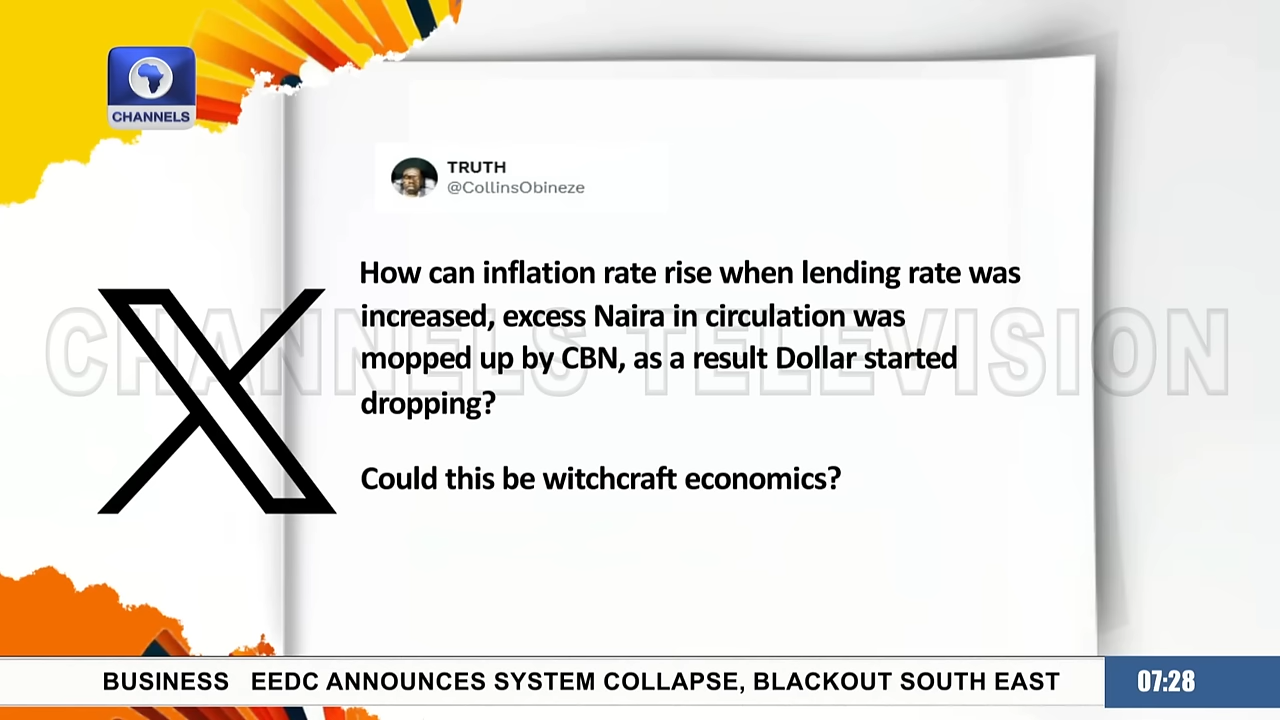 CHANNELS
TRUTH
@CollinsObineze
How can inflation rate rise when lending rate was
increased, excess Naira in circulation was
mopped up by CBN, as a result Dollar started
dropping?
Could this be witchcraft economics?
CHANNELS TELEVISION
BUSINESS EEDC ANNOUNCES SYSTEM COLLAPSE, BLACKOUT SOUTH EAST
07:28